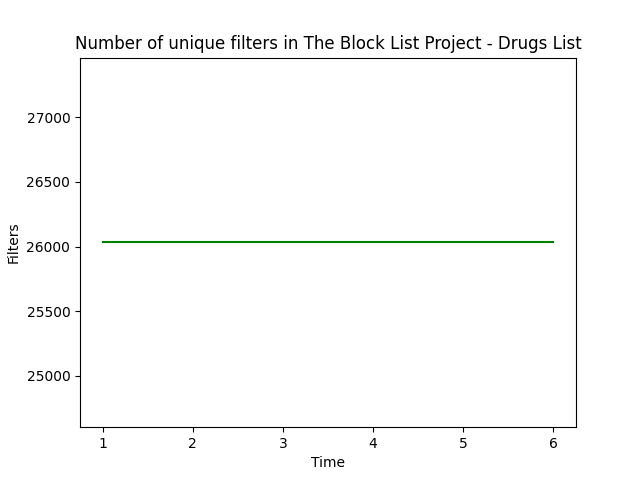 Number of unique filters in The Block List Project - Drugs List
27000
26500
26000
25500
25000
Filters
1 2 3 4 5 6
Time